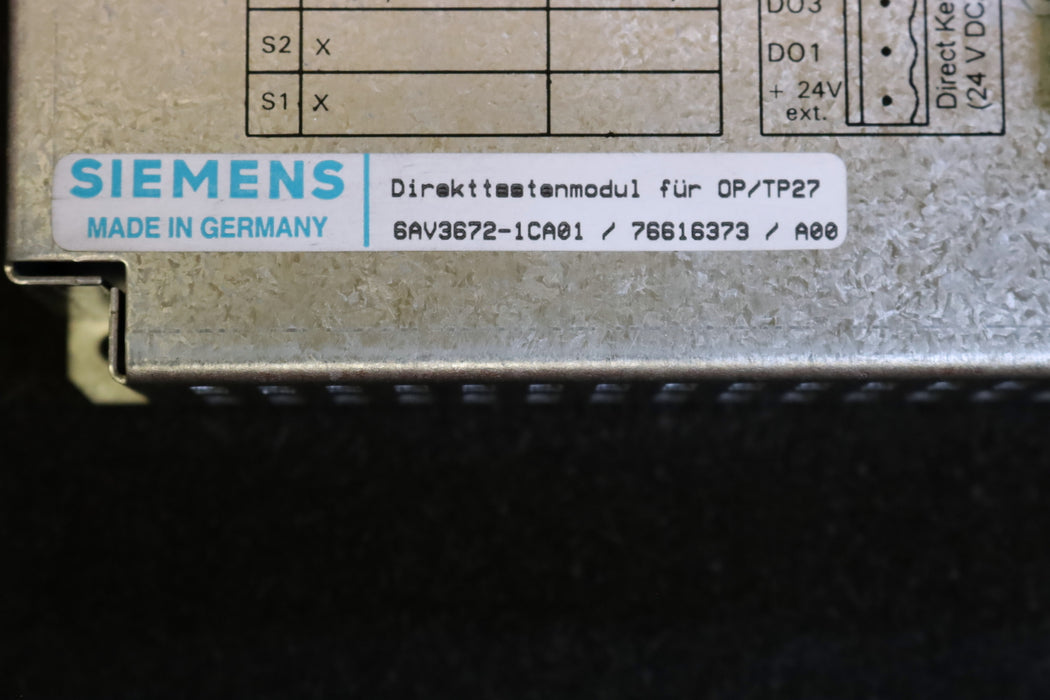 DO3
S2 X
DO1
S1 X
+ 24V
ext.
Direct Ke
(24 V DC
SIEMENS
MADE IN GERMANY
Direkttastenmodul für OP/TP27
6AV3672-1CA01 / 76616373 / A00